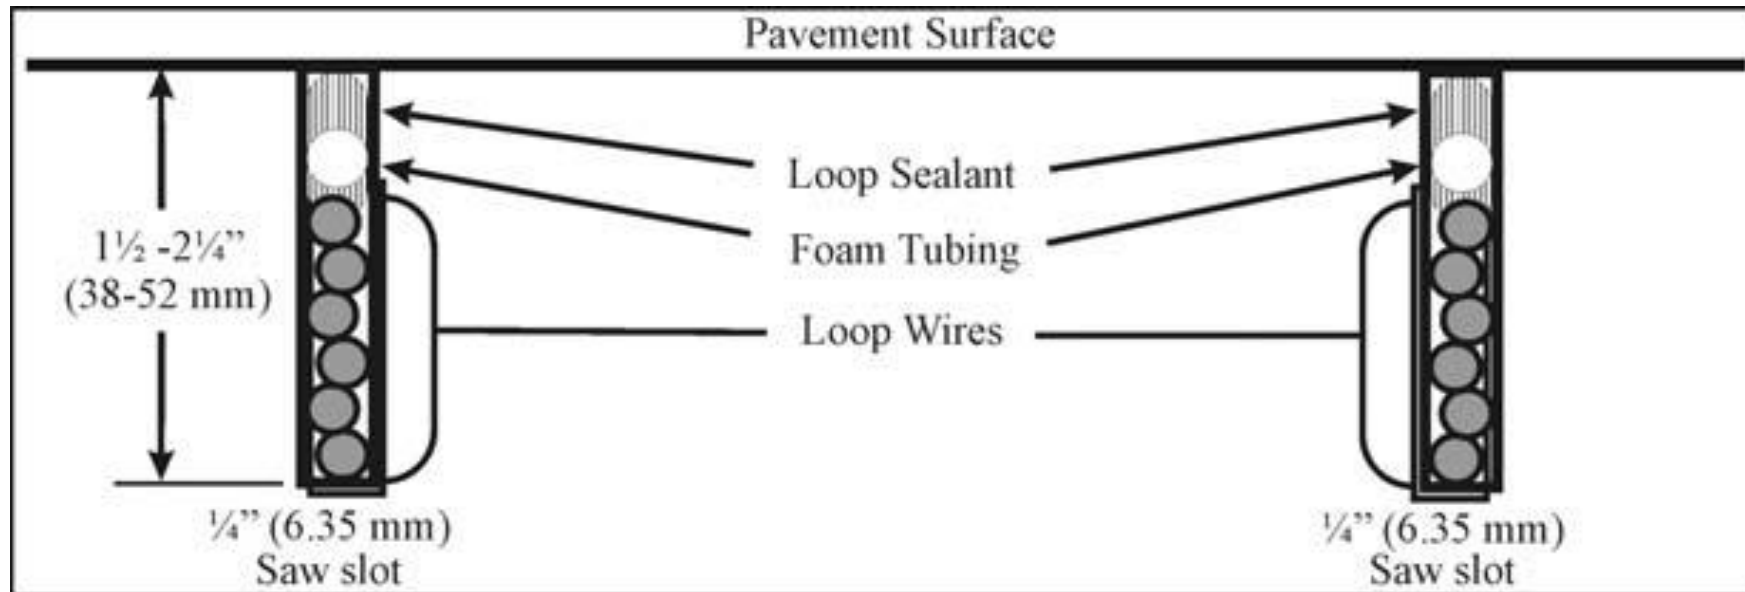 Pavement Surface
Loop Sealant
Foam Tubing
Loop Wires
1½ -2¼”
(38-52 mm)
¼” (6.35 mm)
Saw slot
¼” (6.35 mm)
Saw slot